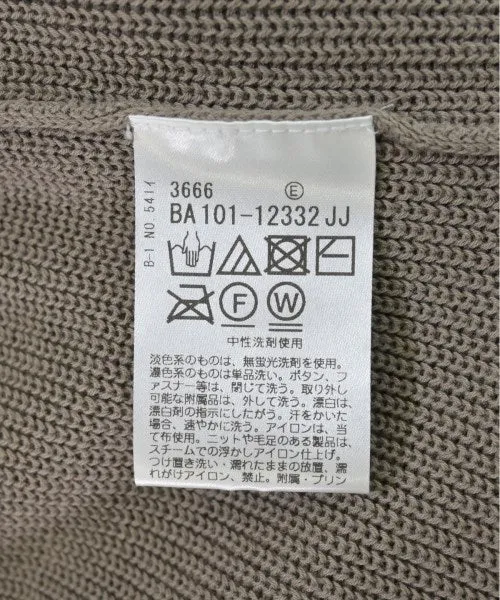 3666 Ⓔ
BA 101-12332 JJ
B-1 NO.541イ
F W
中性洗剤使用
淡色系のものは、無蛍光洗剤を使用。
濃色系のものは単品洗い。ボタン、フ
ァスナー等は、閉じて洗う。取り外し
可能な附属品は、外して洗う。漂白は、
漂白剤の指示にしたがう。汗をかいた
場合、速やかに洗う。アイロンは、当
て布使用。ニットや毛足のある製品は、
スチームでの浮かしアイロン仕上げ。
つけ置き洗い・濡れたままの放置、濡
れがけアイロン、禁止。附属・プリン